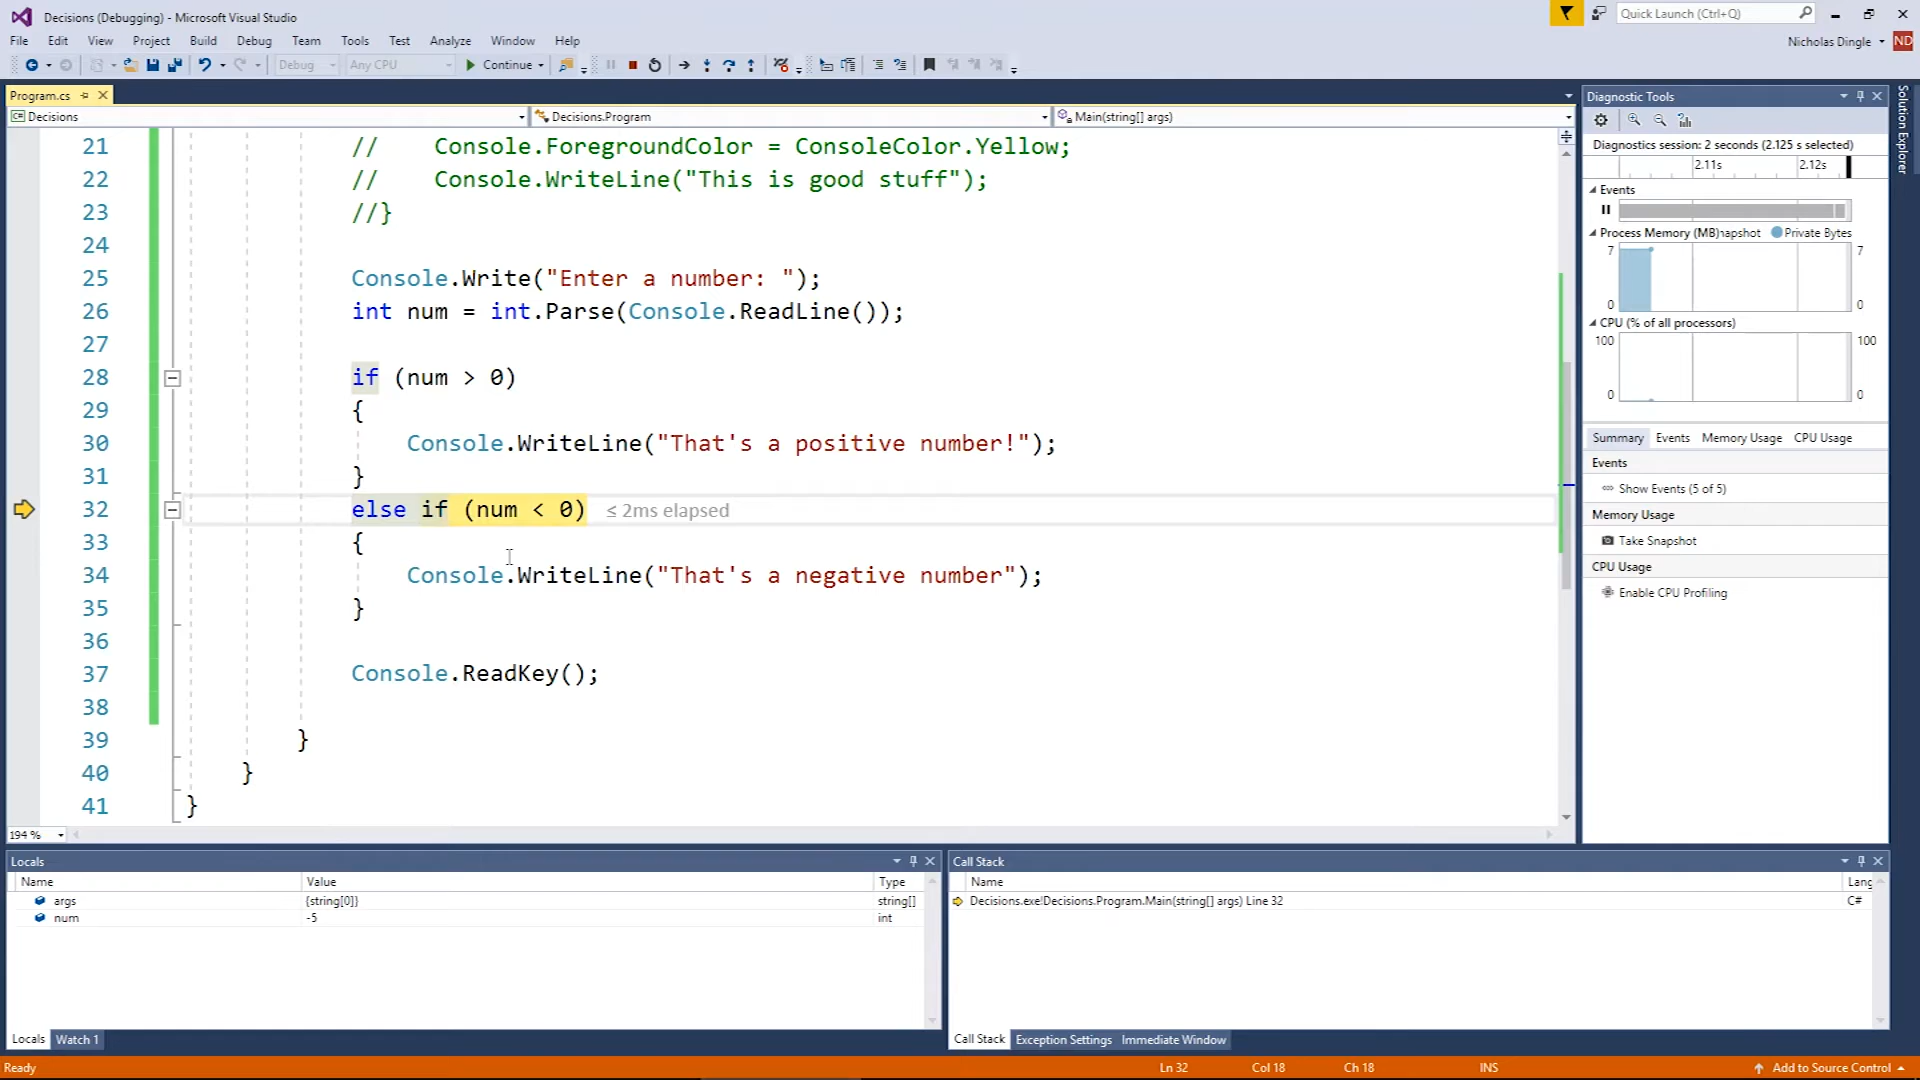 Decisions (Debugging) - Microsoft Visual Studio
Quick Launch (Ctrl+Q)
File Edit View Project Build Debug Team Tools Test Analyze Window Help
Nicholas Dingle ND
Debug Any CPU Continue
Program.cs
Decisions Decisions.Program Main(string[] args)
21 // Console.ForegroundColor = ConsoleColor.Yellow;
22 // Console.WriteLine("This is good stuff");
23 //}
24
25 Console.Write("Enter a number: ");
26 int num = int.Parse(Console.ReadLine());
27
28 if (num > 0)
29 {
30 Console.WriteLine("That's a positive number!");
31 }
32 else if (num < 0) ≤ 2ms elapsed
33 {
34 Console.WriteLine("That's a negative number");
35 }
36
37 Console.ReadKey();
38
39 }
40 }
41 }
194 %
Diagnostic Tools
Diagnostics session: 2 seconds (2.125 s selected)
2.11s 2.12s
Events
Process Memory (MB) napshot Private Bytes
7 7
0 0
CPU (% of all processors)
100 100
0 0
Summary Events Memory Usage CPU Usage
Events
Show Events (5 of 5)
Memory Usage
Take Snapshot
CPU Usage
Enable CPU Profiling
Solution Explorer
Locals
Name Value Type
args {string[0]} string[]
num -5 int
Locals Watch 1
Call Stack
Name Lang
Decisions.exe!Decisions.Program.Main(string[] args) Line 32 C#
Call Stack Exception Settings Immediate Window
Ready Ln 32 Col 18 Ch 18 INS Add to Source Control